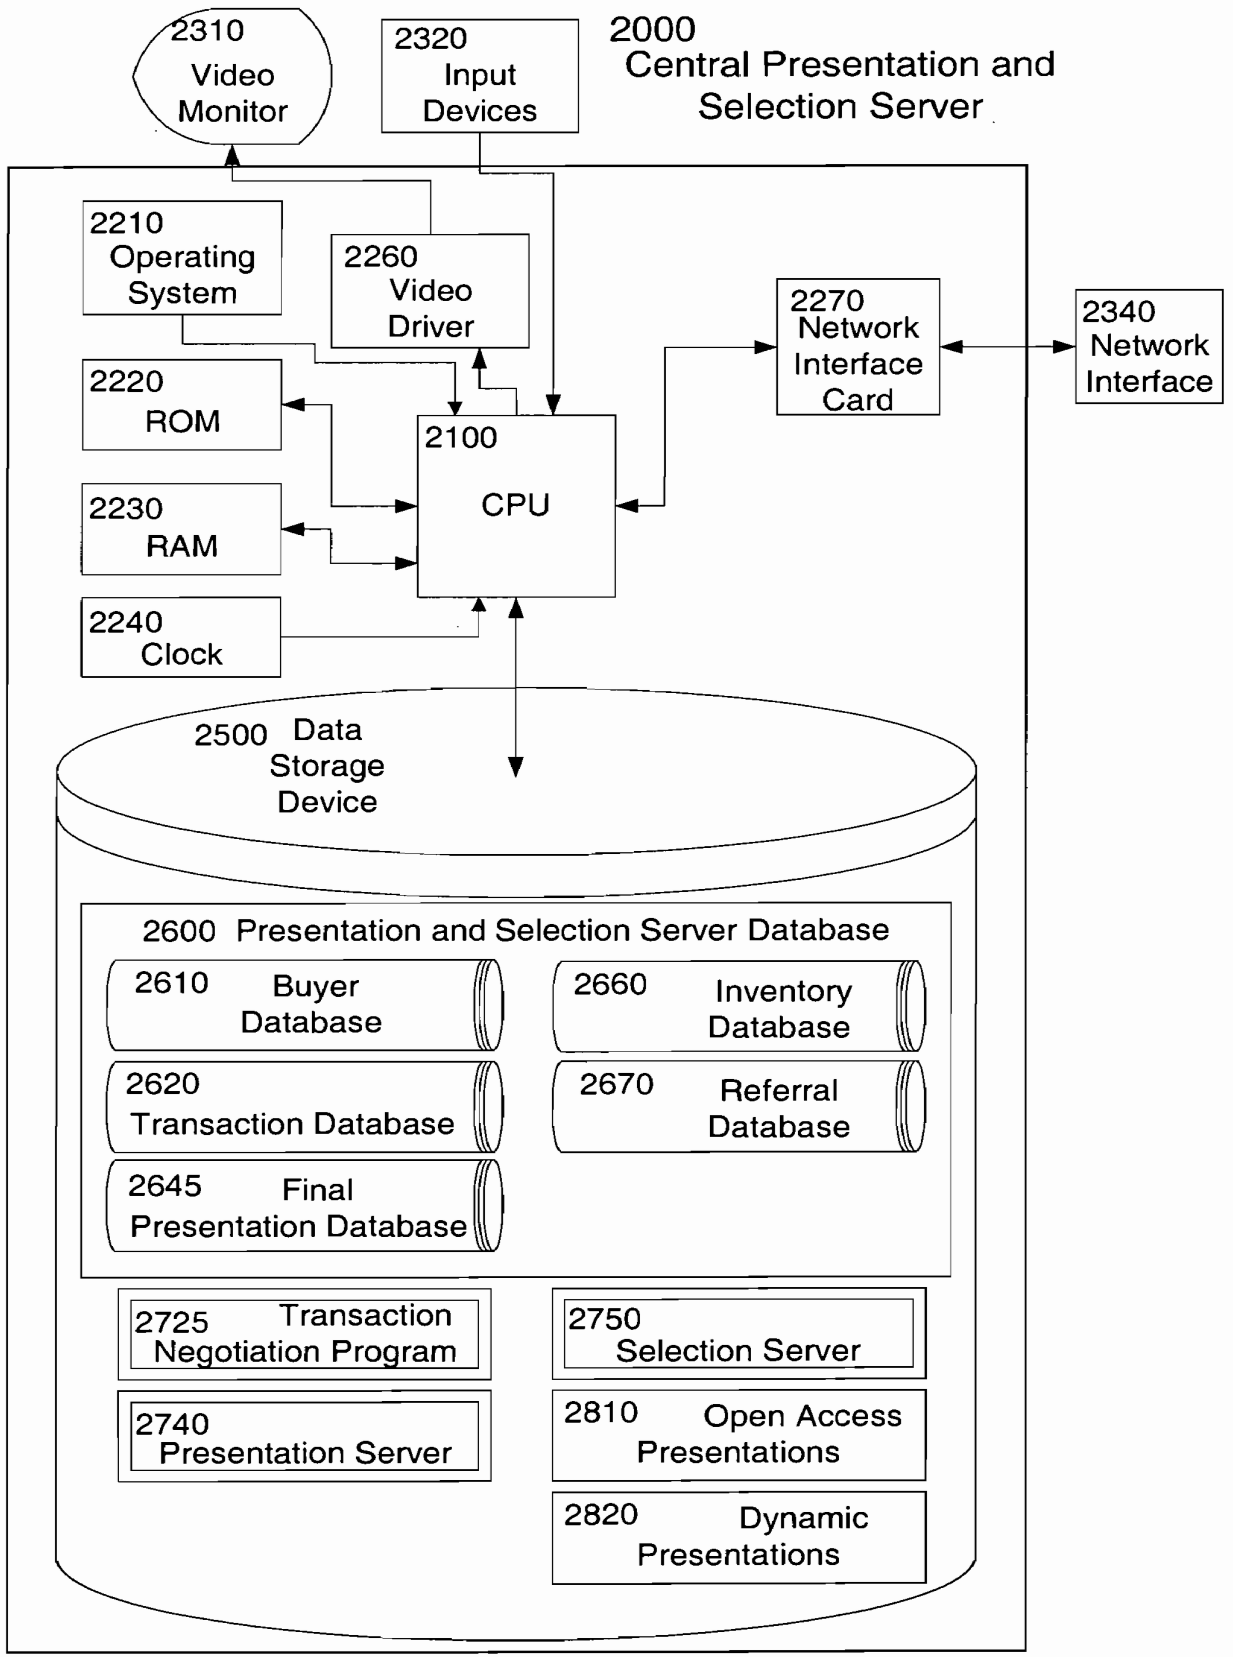 2310
Video
Monitor
2320
Input
Devices
2000
Central Presentation and
Selection Server
2210
Operating
System
2260
Video
Driver
2270
Network
Interface
Card
2340
Network
Interface
2220
ROM
2100
CPU
2230
RAM
2240
Clock
2500 Data
Storage
Device
2600 Presentation and Selection Server Database
2610 Buyer
Database
2660 Inventory
Database
2620
Transaction Database
2670 Referral
Database
2645 Final
Presentation Database
2725 Transaction
Negotiation Program
2750
Selection Server
2740
Presentation Server
2810 Open Access
Presentations
2820 Dynamic
Presentations